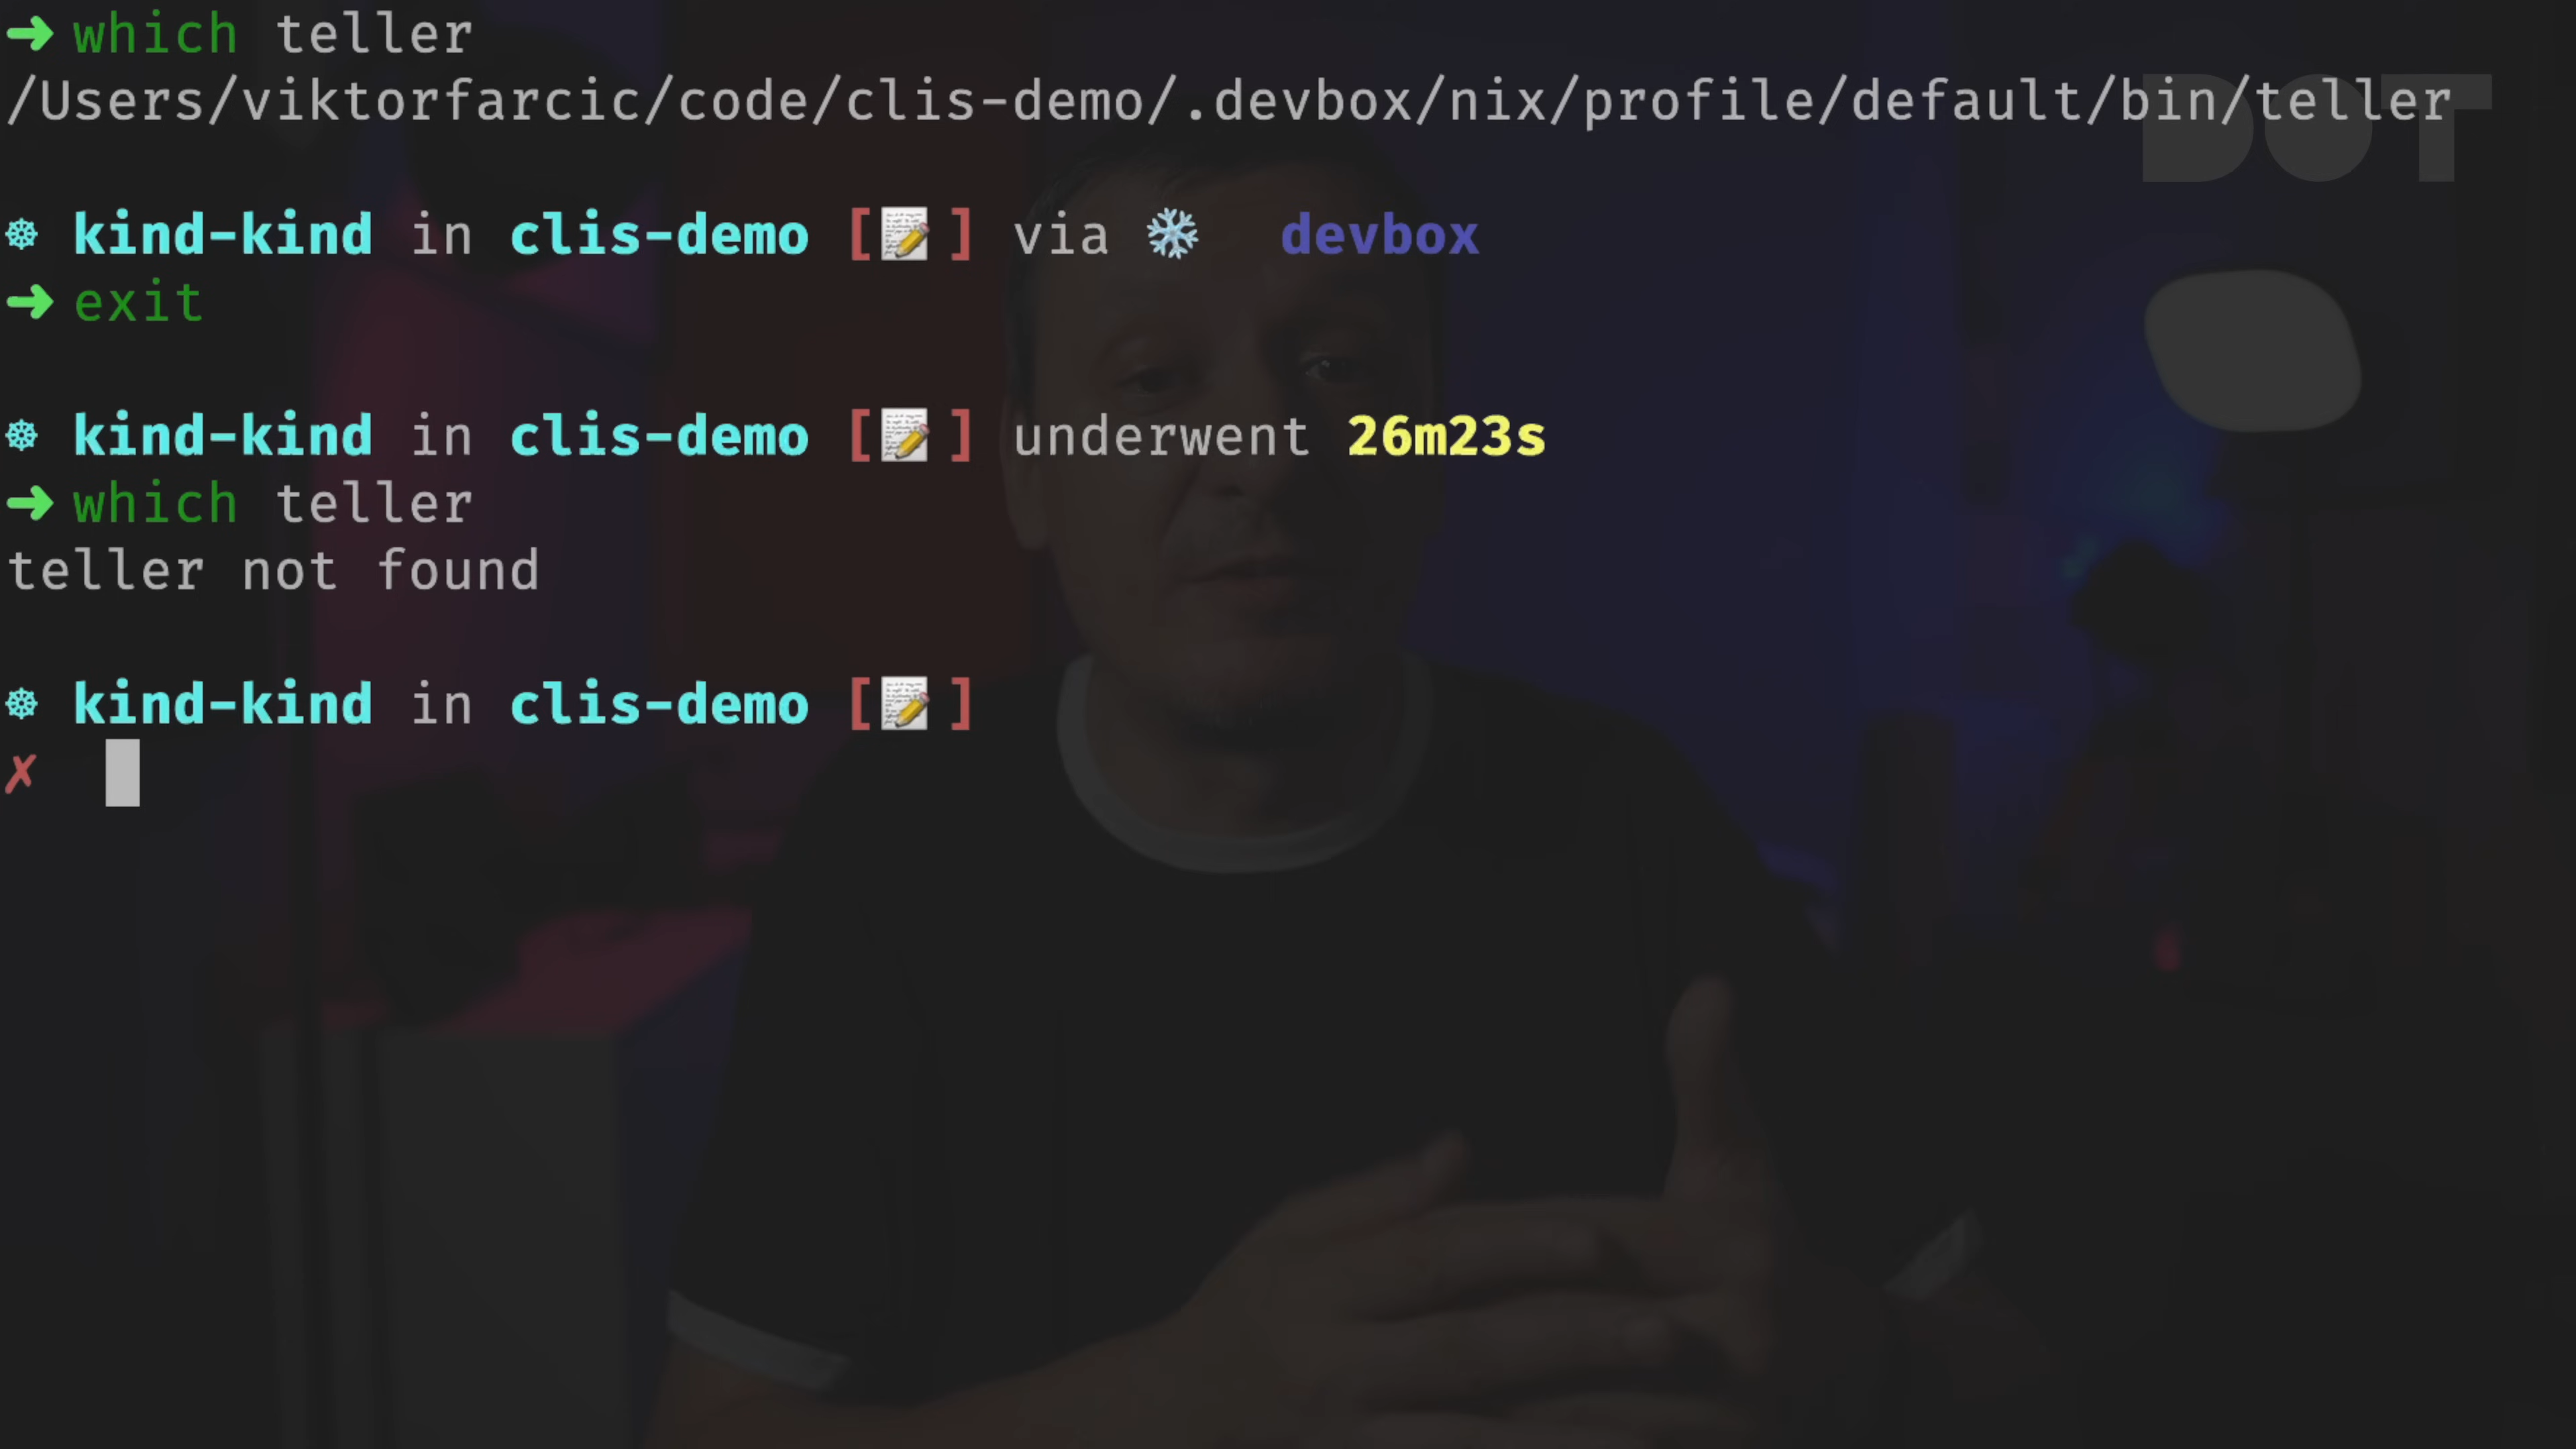 ➜ which teller
/Users/viktorfarcic/code/clis-demo/.devbox/nix/profile/default/bin/teller
DOT
☸ kind-kind in clis-demo [📝] via ❄️ devbox
➜ exit
☸ kind-kind in clis-demo [📝] underwent 26m23s
➜ which teller
teller not found
☸ kind-kind in clis-demo [📝]
✗